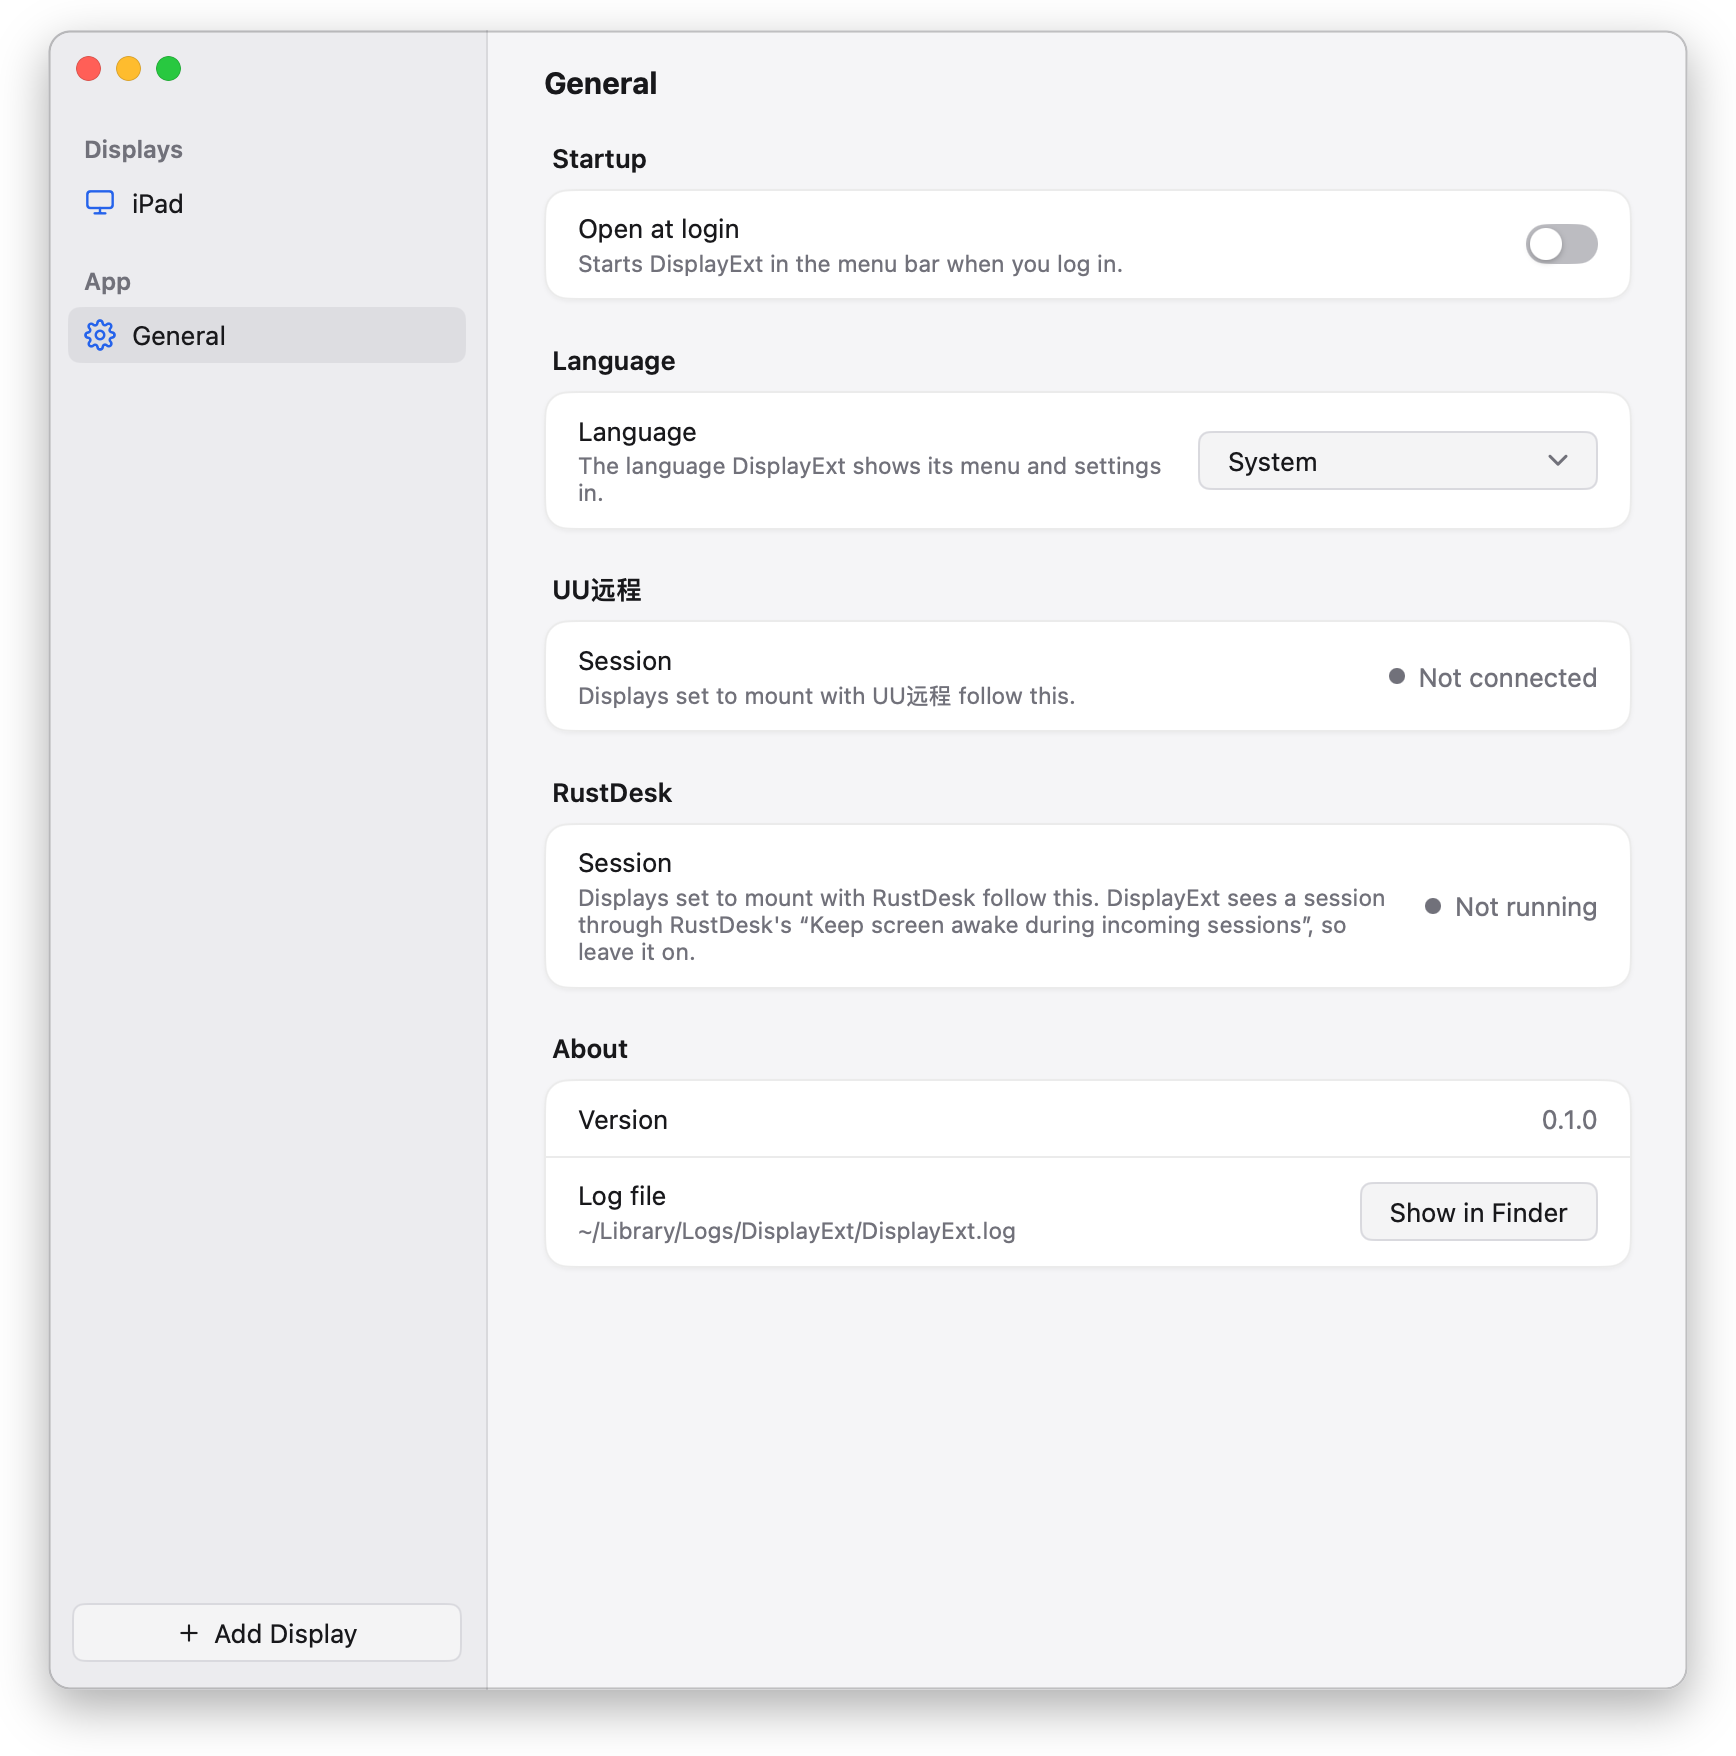 Displays
iPad
App
General
Add Display
General
Startup
Open at login
Starts DisplayExt in the menu bar when you log in.
Language
Language
The language DisplayExt shows its menu and settings
in.
System
UU远程
Session
Displays set to mount with UU远程 follow this.
Not connected
RustDesk
Session
Displays set to mount with RustDesk follow this. DisplayExt sees a session
through RustDesk's “Keep screen awake during incoming sessions”, so
leave it on.
Not running
About
Version
0.1.0
Log file
~/Library/Logs/DisplayExt/DisplayExt.log
Show in Finder